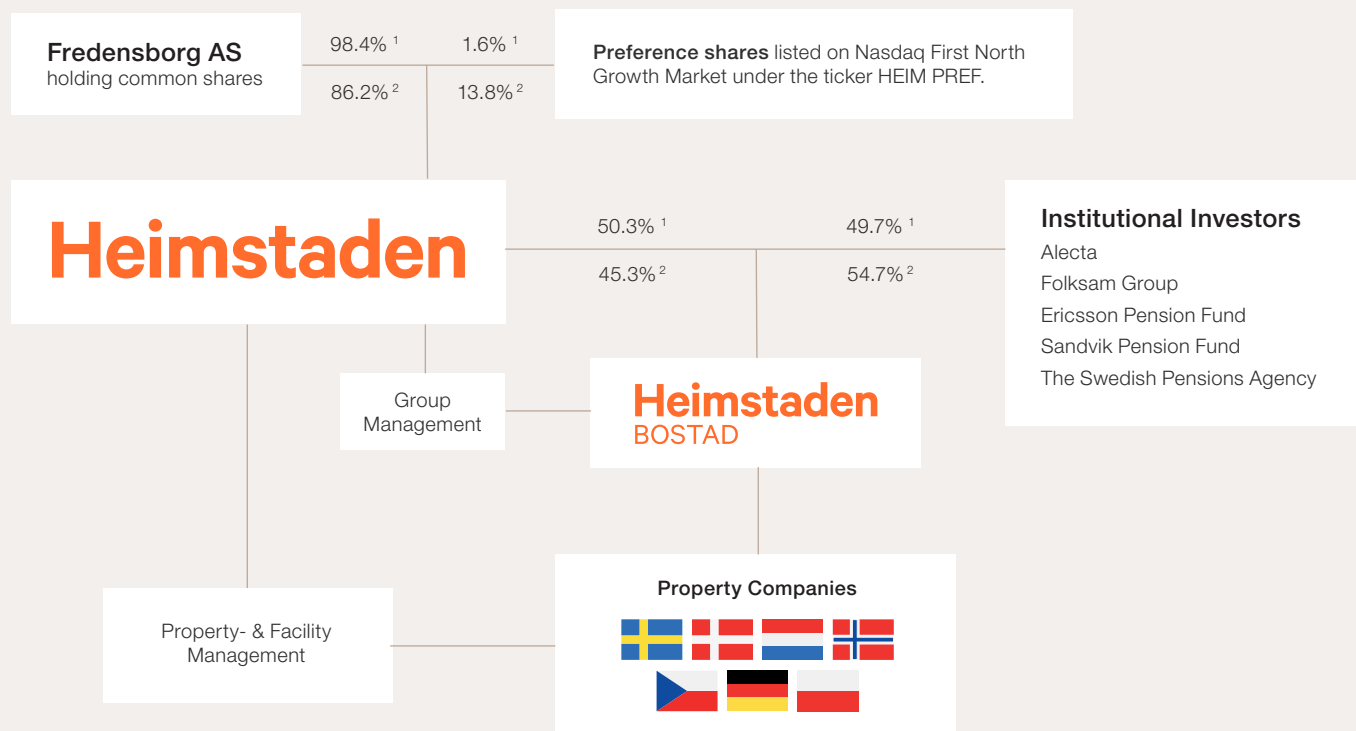 Fredensborg AS
holding common shares
98.4% ¹
1.6% ¹
86.2% ²
13.8% ²
Preference shares listed on Nasdaq First North
Growth Market under the ticker HEIM PREF.
Heimstaden
50.3% ¹
49.7% ¹
45.3% ²
54.7% ²
Institutional Investors
Alecta
Folksam Group
Ericsson Pension Fund
Sandvik Pension Fund
The Swedish Pensions Agency
Group
Management
Heimstaden
BOSTAD
Property- & Facility
Management
Property Companies